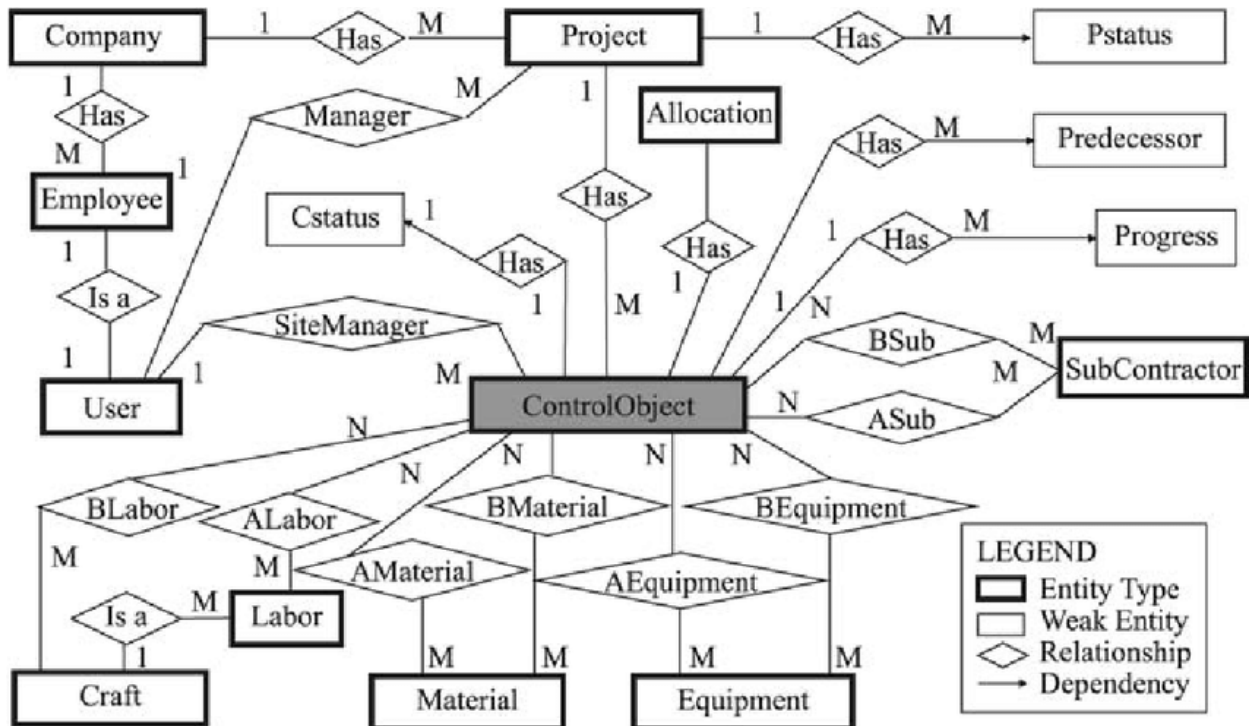 Company 1 Has M Project 1 Has M Pstatus
1 1
Has Manager M Allocation
M 1 Has M Predecessor
Employee Cstatus 1 Has
1 Has 1 Has M Progress
Is a Has 1
SiteManager 1 M 1 N BSub M
1 1 M SubContractor
User M ControlObject N ASub
N N N N N
BLabor ALabor BMaterial BEquipment
M M AMaterial AEquipment
Is a M Labor
1 M M M M
Craft Material Equipment
LEGEND
Entity Type
Weak Entity
Relationship
Dependency